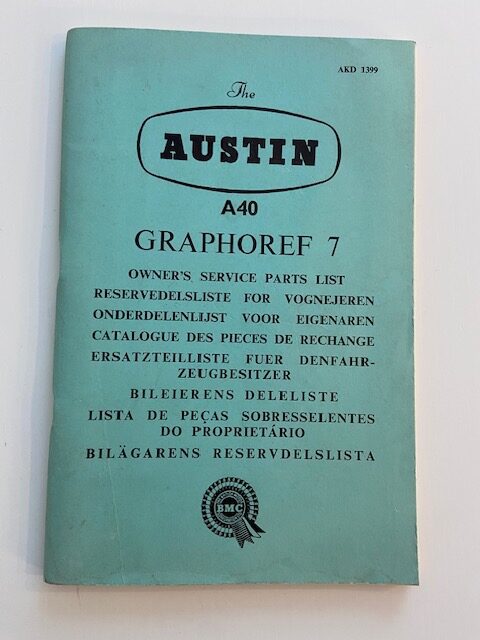 AKD 1399
The
AUSTIN
A40
GRAPHOREF 7
OWNER'S SERVICE PARTS LIST
RESERVEDELSLISTE FOR VOGNEJEREN
ONDERDELENLIJST VOOR EIGENAREN
CATALOGUE DES PIECES DE RECHANGE
ERSATZTEILLISTE FUER DENFAHR-
ZEUGBESITZER
BILEIERENS DELELISTE
LISTA DE PEÇAS SOBRESSELENTES
DO PROPRIETÁRIO
BILÄGARENS RESERVDELSLISTA
BMC